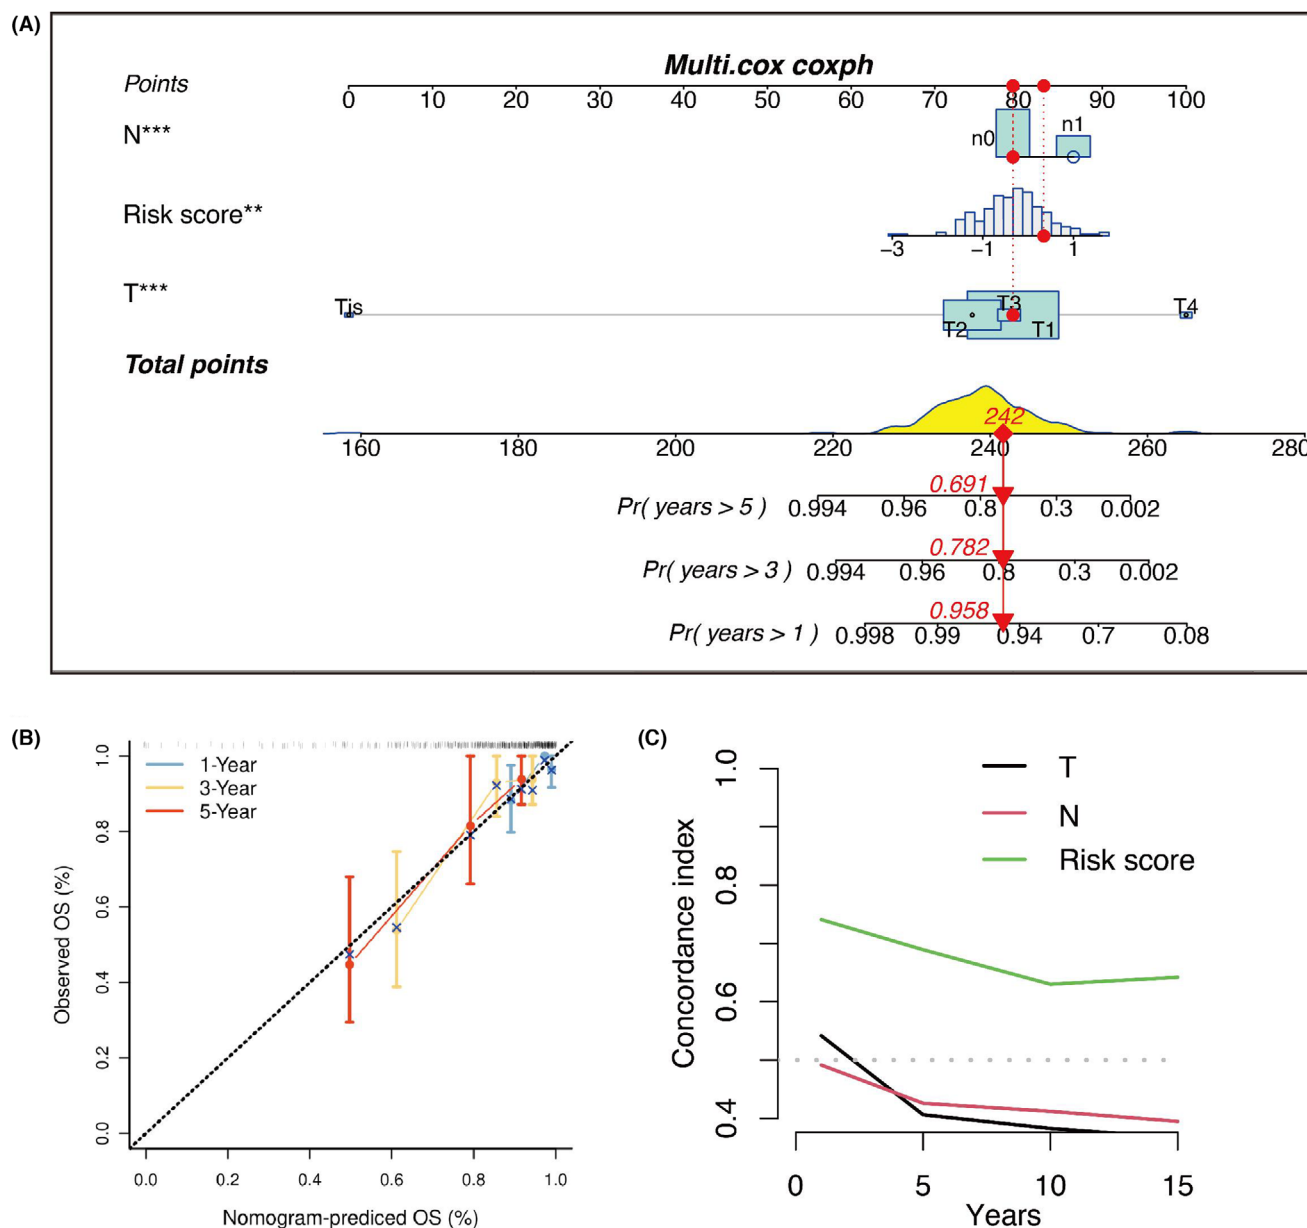 (A)
Multi.cox coxph
Points
0 10 20 30 40 50 60 70 80 90 100
N***
n0
n1
Risk score**
−3 −1 1
T***
Tis
T2
T3
T1
T4
Total points
242
160 180 200 220 240 260 280
0.691
Pr( years > 5 ) 0.994 0.96 0.8 0.3 0.002
0.782
Pr( years > 3 ) 0.994 0.96 0.8 0.3 0.002
0.958
Pr( years > 1 ) 0.998 0.99 0.94 0.7 0.08
(B)
1-Year
3-Year
5-Year
Observed OS (%)
1.0
0.8
0.6
0.4
0.2
0.0
0.0 0.2 0.4 0.6 0.8 1.0
Nomogram-prediced OS (%)
(C)
T
N
Risk score
Concordance index
1.0
0.8
0.6
0.4
0 5 10 15
Years